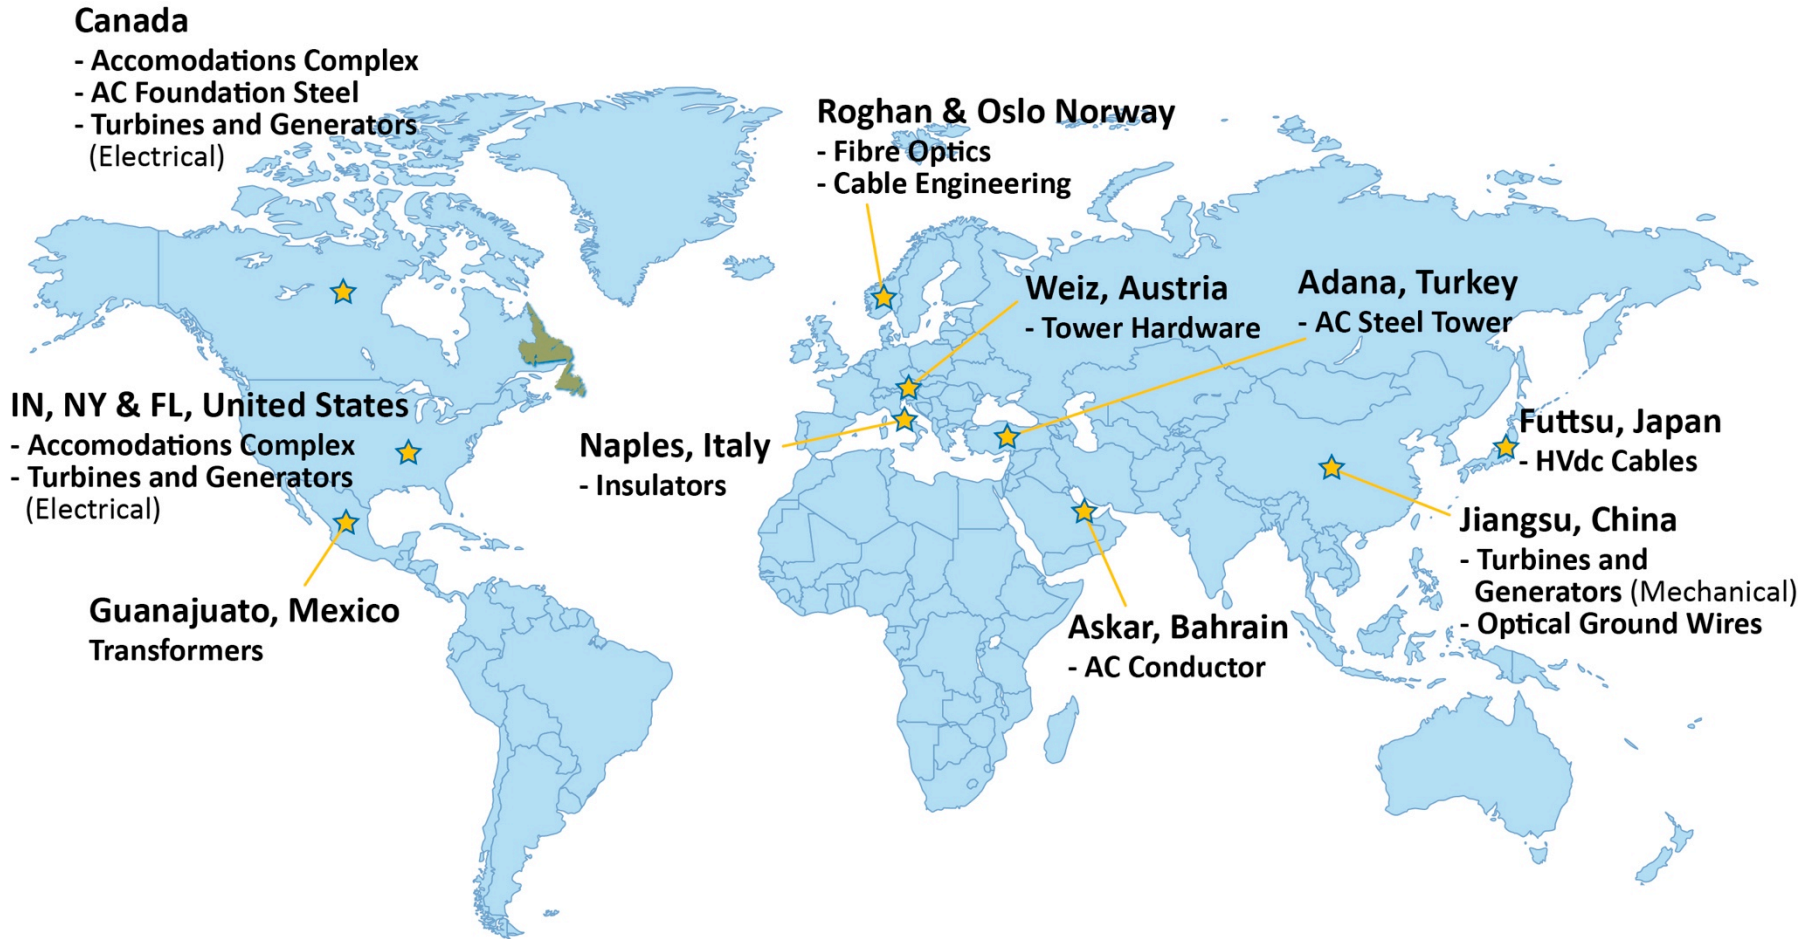 Canada
- Accomodations Complex
- AC Foundation Steel
- Turbines and Generators
(Electrical)
Roghan & Oslo Norway
- Fibre Optics
- Cable Engineering
Weiz, Austria
- Tower Hardware
Adana, Turkey
- AC Steel Tower
IN, NY & FL, United States
- Accomodations Complex
- Turbines and Generators
(Electrical)
Naples, Italy
- Insulators
Futtsu, Japan
- HVdc Cables
Jiangsu, China
- Turbines and
Generators (Mechanical)
- Optical Ground Wires
Guanajuato, Mexico
Transformers
Askar, Bahrain
- AC Conductor